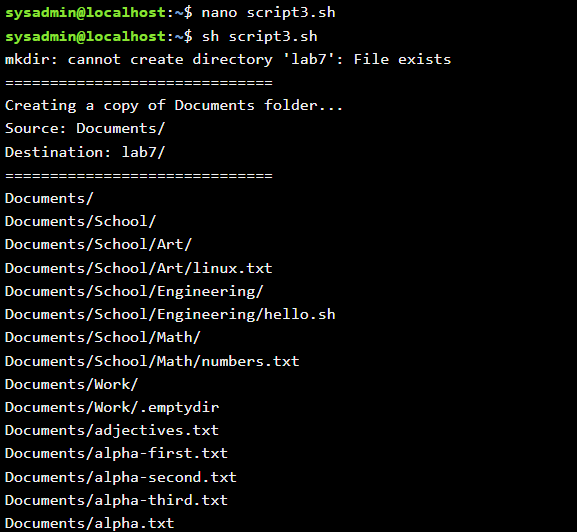 sysadmin@localhost:~$ nano script3.sh
sysadmin@localhost:~$ sh script3.sh
mkdir: cannot create directory 'lab7': File exists
==============================
Creating a copy of Documents folder...
Source: Documents/
Destination: lab7/
==============================
Documents/
Documents/School/
Documents/School/Art/
Documents/School/Art/linux.txt
Documents/School/Engineering/
Documents/School/Engineering/hello.sh
Documents/School/Math/
Documents/School/Math/numbers.txt
Documents/Work/
Documents/Work/.emptydir
Documents/adjectives.txt
Documents/alpha-first.txt
Documents/alpha-second.txt
Documents/alpha-third.txt
Documents/alpha.txt